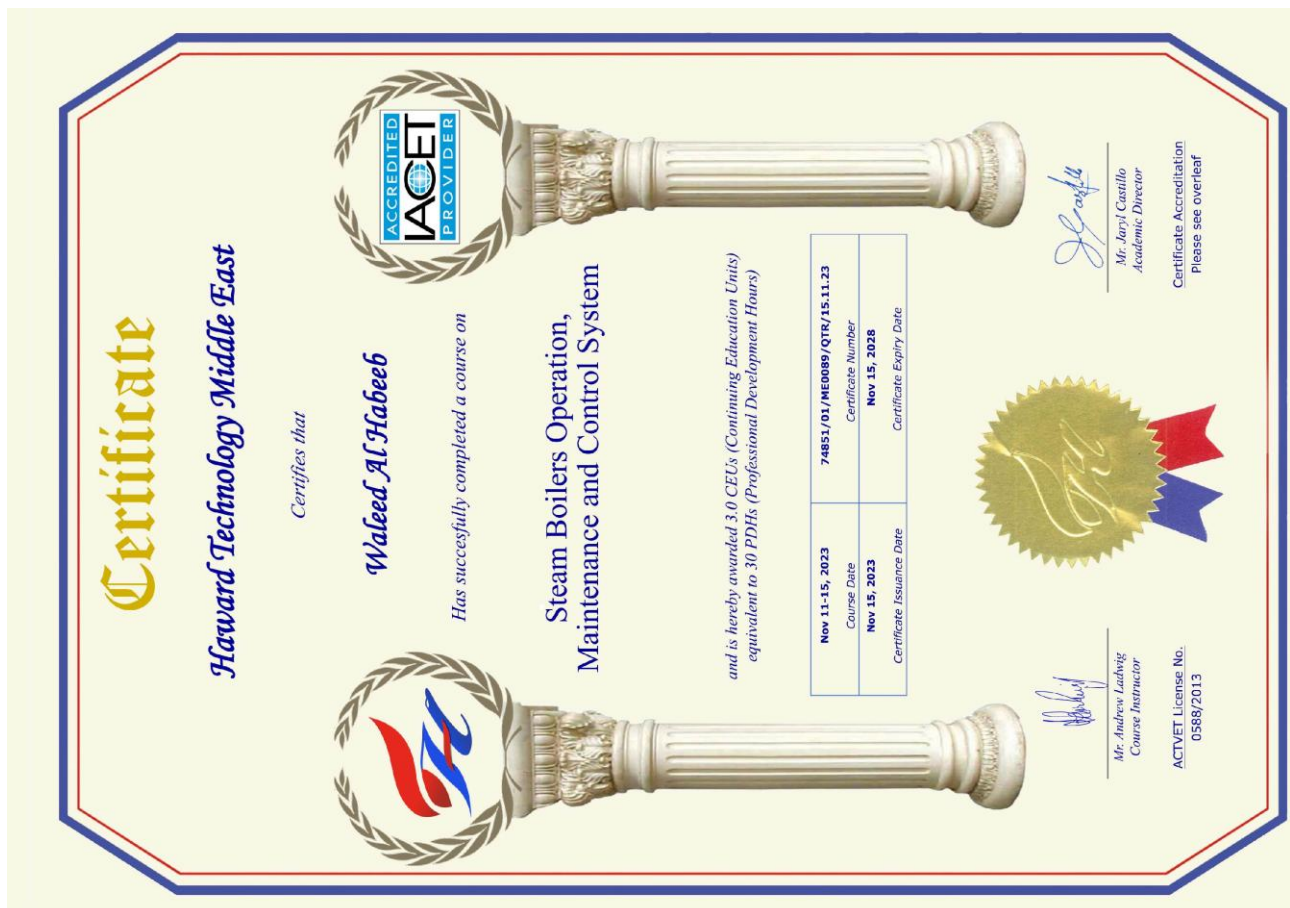 Certificate
Haward Technology Middle East
Certifies that
Waleed Al Habeeb
Has succesfully completed a course on
ACCREDITED
IACET
PROVIDER
Steam Boilers Operation,
Maintenance and Control System
and is hereby awarded 3.0 CEUs (Continuing Education Units)
equivalent to 30 PDHs (Professional Development Hours)
Nov 11-15, 2023 74851/01/ME0089/QTR/15.11.23
Course Date Certificate Number
Nov 15, 2023 Nov 15, 2028
Certificate Issuance Date Certificate Expiry Date
Mr. Andrew Ladwig
Course Instructor
ACTVET License No.
0588/2013
Mr. Jaryl Castillo
Academic Director
Certificate Accreditation
Please see overleaf